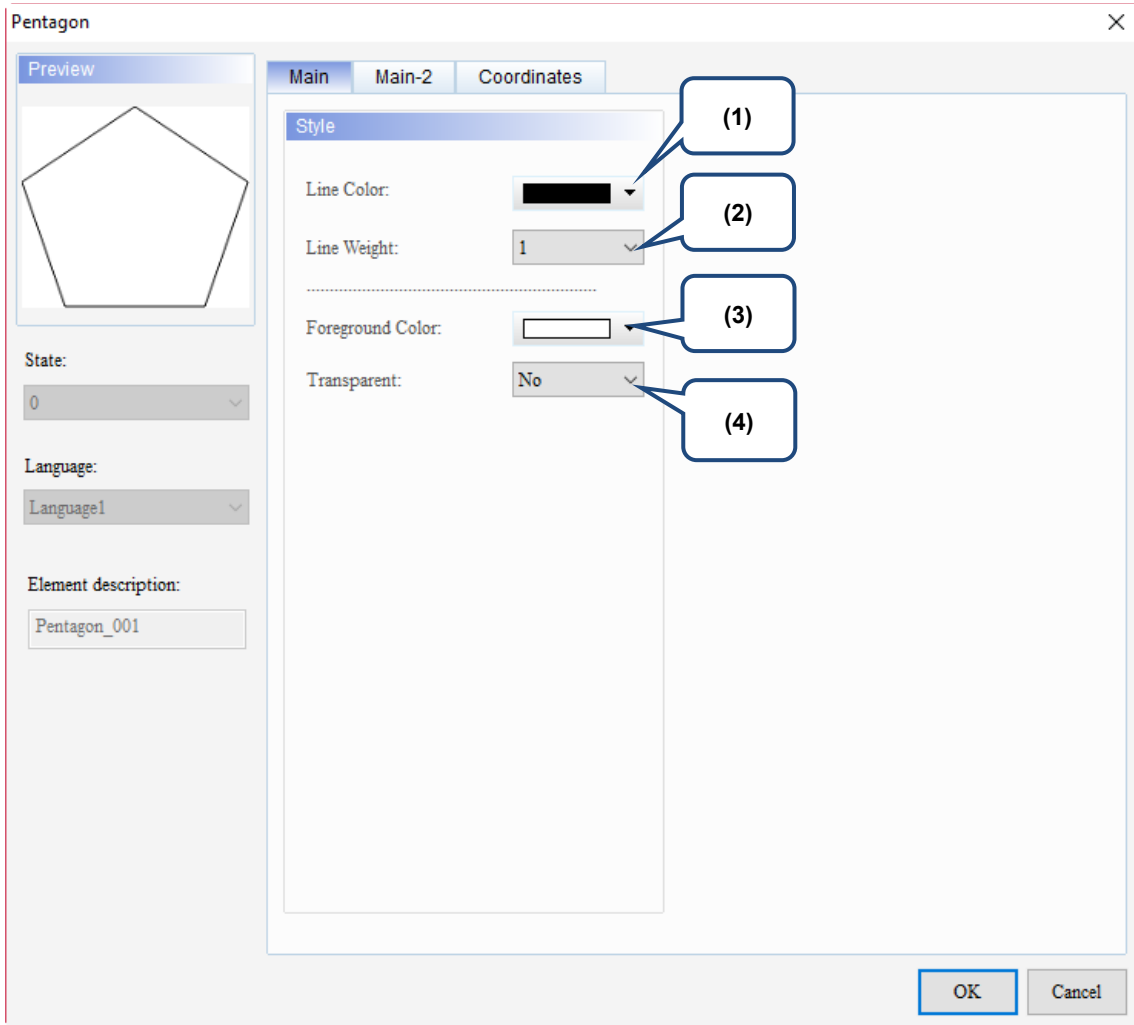 Pentagon
Preview
Main Main-2 Coordinates
Style
(1)
Line Color:
(2)
Line Weight: 1
(3)
Foreground Color:
Transparent: No
(4)
State:
0
Language:
Language1
Element description:
Pentagon_001
OK Cancel